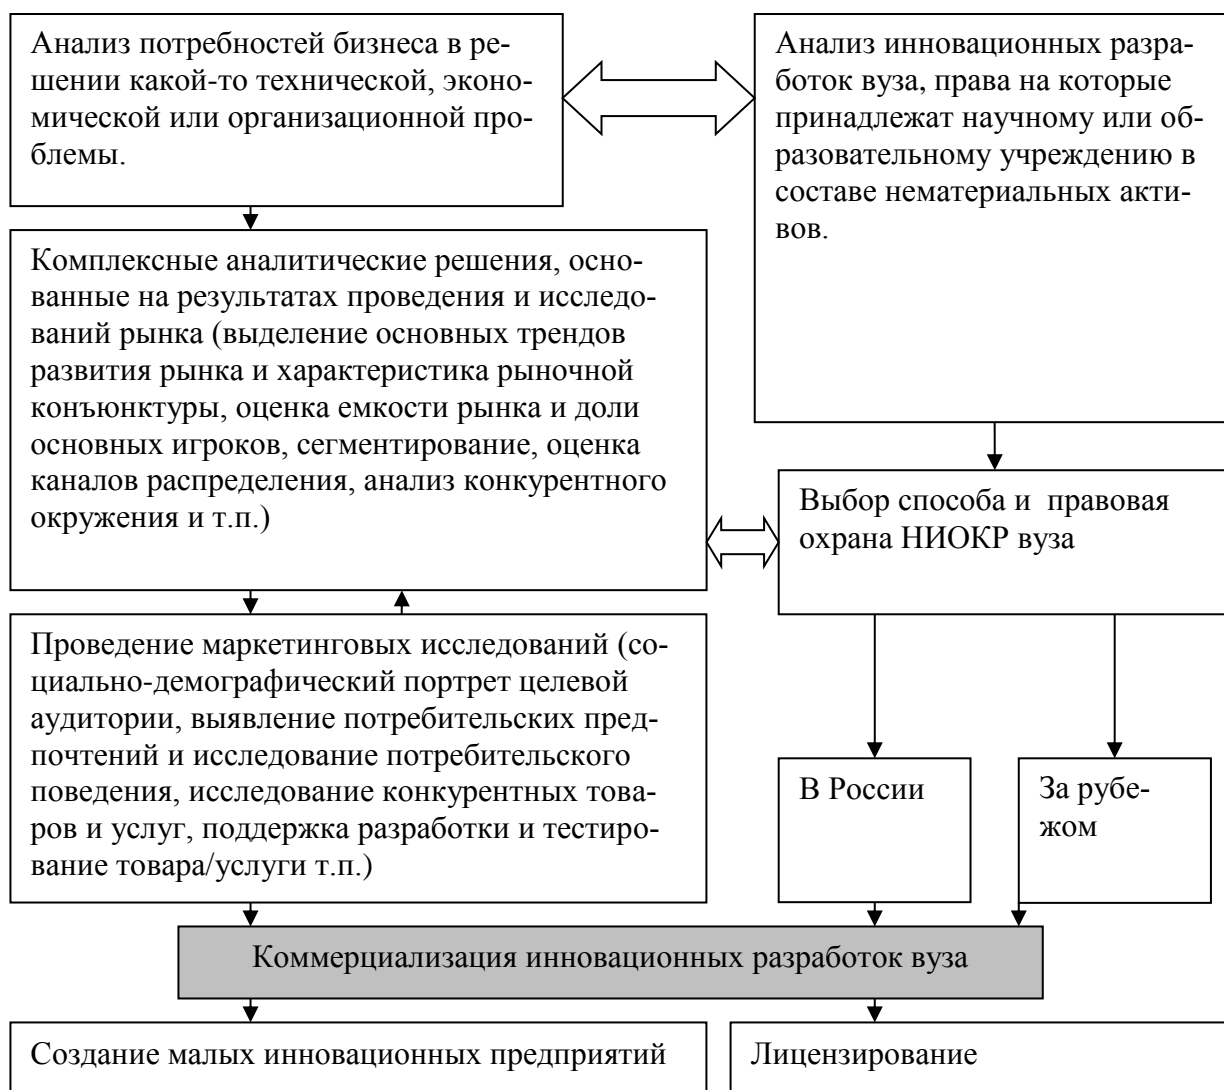 Анализ потребностей бизнеса в ре-
шении какой-то технической, эконо-
мической или организационной про-
блемы.
Анализ инновационных разра-
боток вуза, права на которые
принадлежат научному или об-
разовательному учреждению в
составе нематериальных акти-
вов.
Комплексные аналитические решения, осно-
ванные на результатах проведения и исследо-
ваний рынка (выделение основных трендов
развития рынка и характеристика рыночной
конъюнктуры, оценка емкости рынка и доли
основных игроков, сегментирование, оценка
каналов распределения, анализ конкурентного
окружения и т.п.)
Выбор способа и правовая
охрана НИОКР вуза
Проведение маркетинговых исследований (со-
циально-демографический портрет целевой
аудитории, выявление потребительских пред-
почтений и исследование потребительского
поведения, исследование конкурентных това-
ров и услуг, поддержка разработки и тестиро-
вание товара/услуги т.п.)
В России
За рубе-
жом
Коммерциализация инновационных разработок вуза
Создание малых инновационных предприятий
Лицензирование